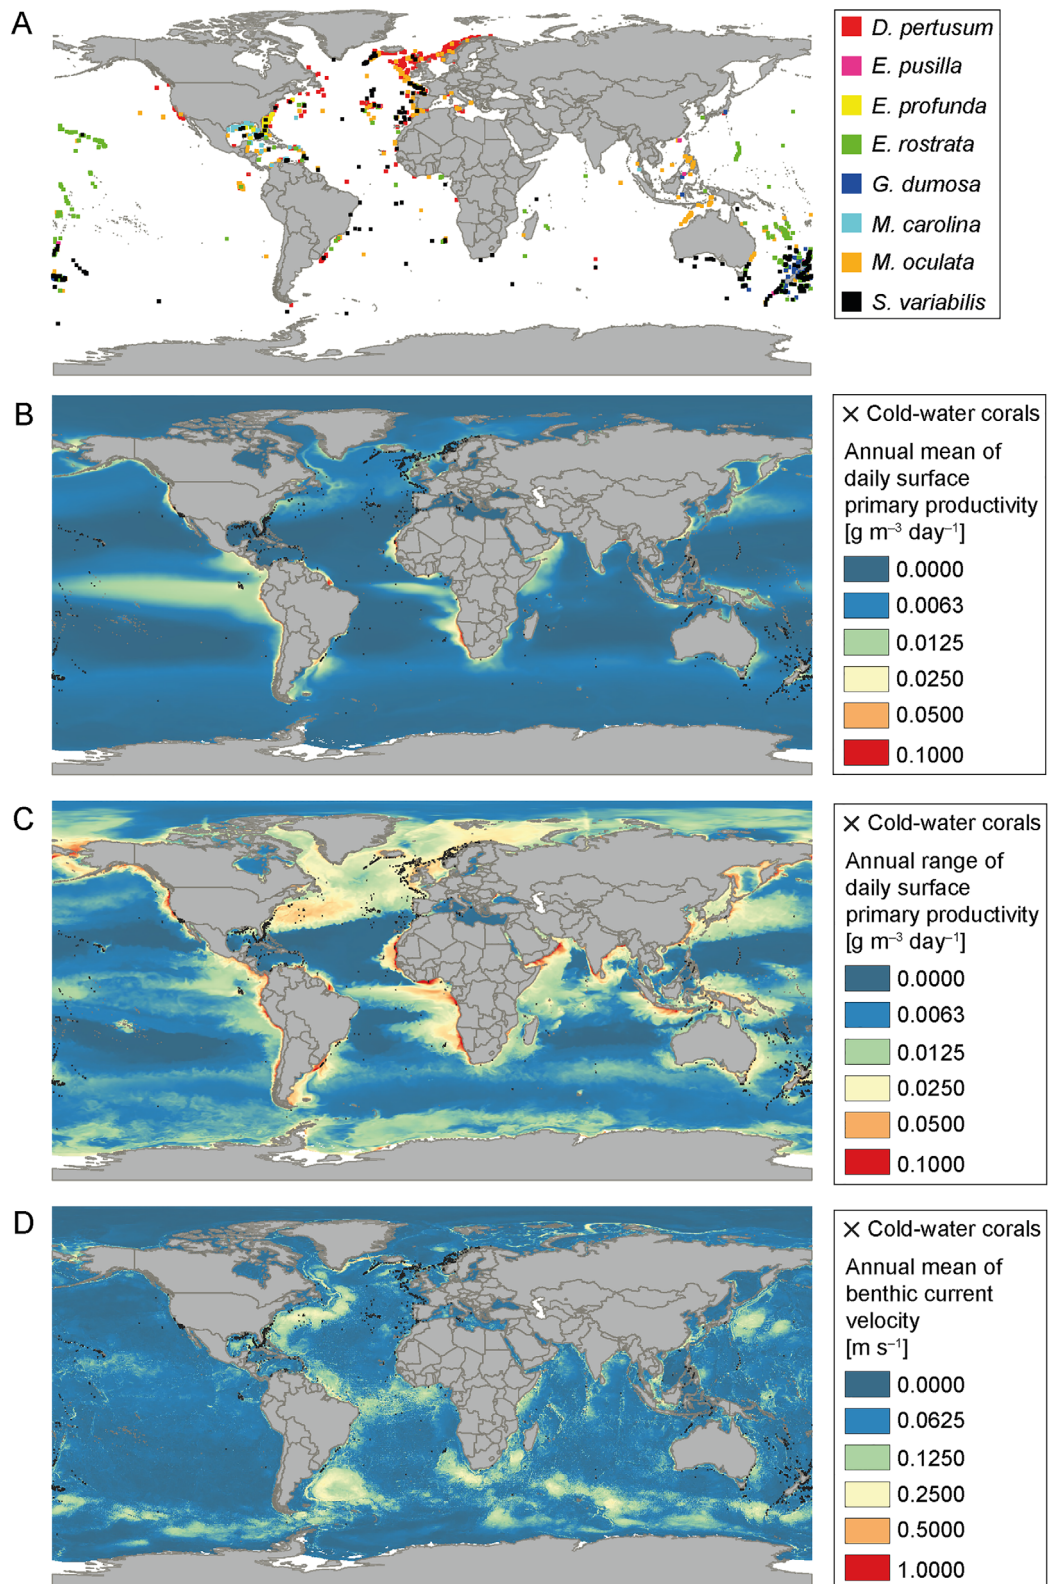 A
D. pertusum
E. pusilla
E. profunda
E. rostrata
G. dumosa
M. carolina
M. oculata
S. variabilis
B
× Cold-water corals
Annual mean of
daily surface
primary productivity
[g m⁻³ day⁻¹]
0.0000
0.0063
0.0125
0.0250
0.0500
0.1000
C
× Cold-water corals
Annual range of
daily surface
primary productivity
[g m⁻³ day⁻¹]
0.0000
0.0063
0.0125
0.0250
0.0500
0.1000
D
× Cold-water corals
Annual mean of
benthic current
velocity
[m s⁻¹]
0.0000
0.0625
0.1250
0.2500
0.5000
1.0000